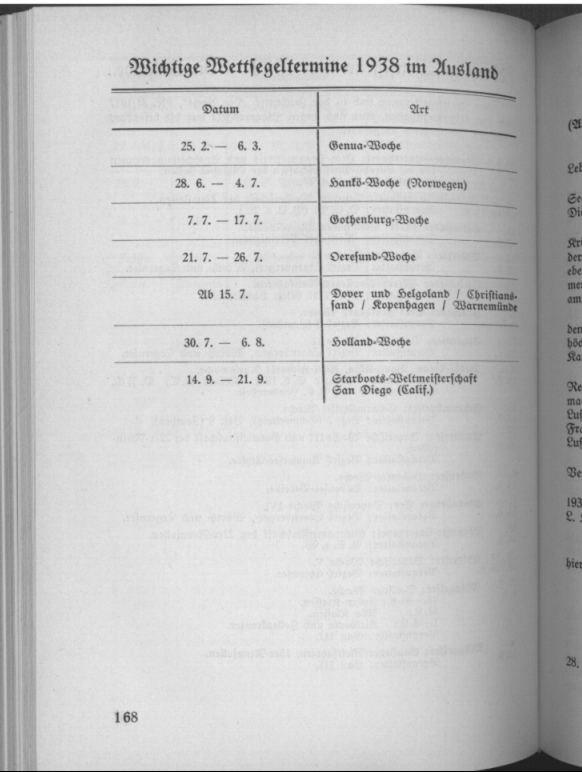 Wichtige Wettsegeltermine 1938 im Ausland
Datum Art
25. 2. — 6. 3. Genua-Woche
28. 6. — 4. 7. Hankö-Woche (Norwegen)
7. 7. — 17. 7. Gothenburg-Woche
21. 7. — 26. 7. Oeresund-Woche
Ab 15. 7. Dover und Helgoland / Christians-
sand / Kopenhagen / Warnemünde
30. 7. — 6. 8. Holland-Woche
14. 9. — 21. 9. Starboots-Weltmeisterschaft
San Diego (Calif.)
168